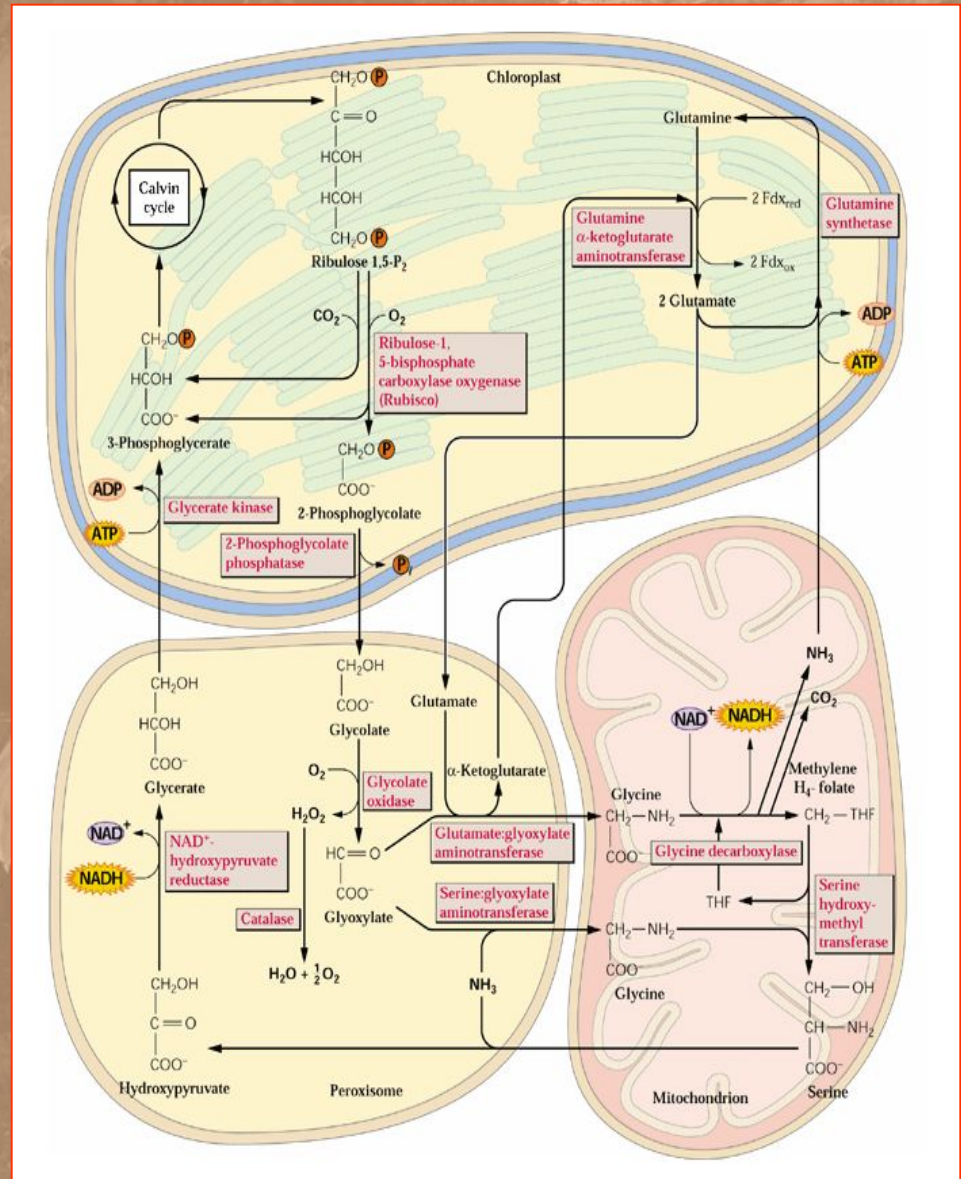 Chloroplast
CH₂O P
C=O
HCOH
HCOH
CH₂O P
Ribulose 1,5-P₂
Calvin
cycle
CO₂
O₂
Ribulose-1,
5-bisphosphate
carboxylase oxygenase
(Rubisco)
CH₂O P
HCOH
COO⁻
3-Phosphoglycerate
CH₂O P
COO⁻
2-Phosphoglycolate
ADP
ATP
Glycerate kinase
2-Phosphoglycolate
phosphatase
Pᵢ
Glutamine
2 Fdx_red
Glutamine
α-ketoglutarate
aminotransferase
2 Fdx_ox
2 Glutamate
Glutamine
synthetase
ADP
ATP
CH₂OH
HCOH
COO⁻
Glycerate
NAD⁺
NADH
NAD⁺-
hydroxypyruvate
reductase
CH₂OH
C=O
COO⁻
Hydroxypyruvate
CH₂OH
COO⁻
Glycolate
O₂
Glycolate
oxidase
H₂O₂
HC=O
COO⁻
Glyoxylate
Catalase
H₂O + ½O₂
Glutamate
α-Ketoglutarate
Glutamate:glyoxylate
aminotransferase
Serine:glyoxylate
aminotransferase
NH₃
Peroxisome
NH₃
CO₂
NAD⁺ NADH
Methylene
H₄- folate
Glycine
CH₂—NH₂
COO⁻
CH₂—THF
Glycine decarboxylase
THF
Serine
hydroxy-
methyl
transferase
CH₂—NH₂
COO⁻
Glycine
CH₂—OH
CH—NH₂
COO⁻
Serine
Mitochondrion